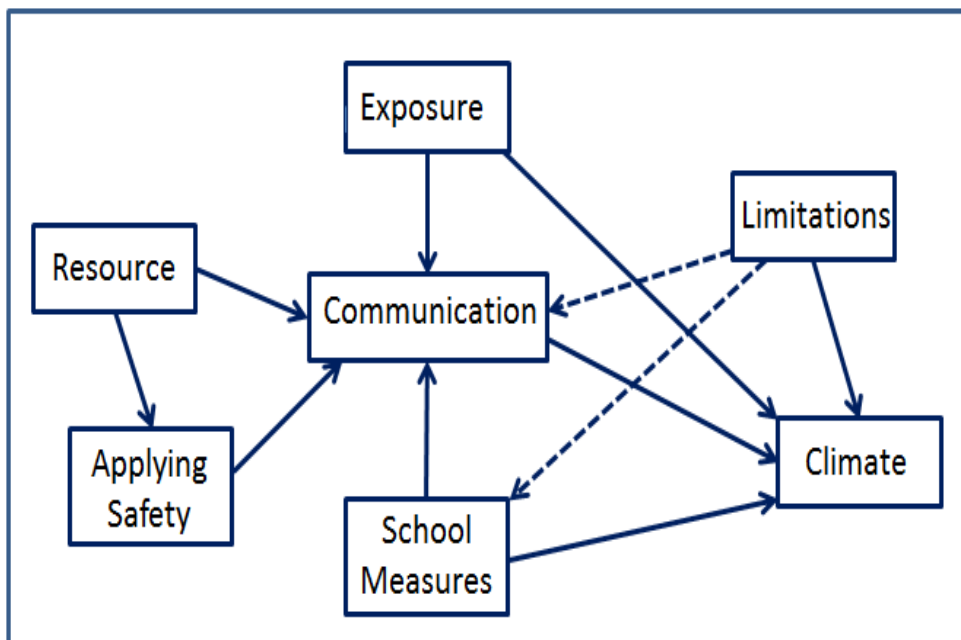 Exposure
Limitations
Resource
Communication
Applying
Safety
Climate
School
Measures